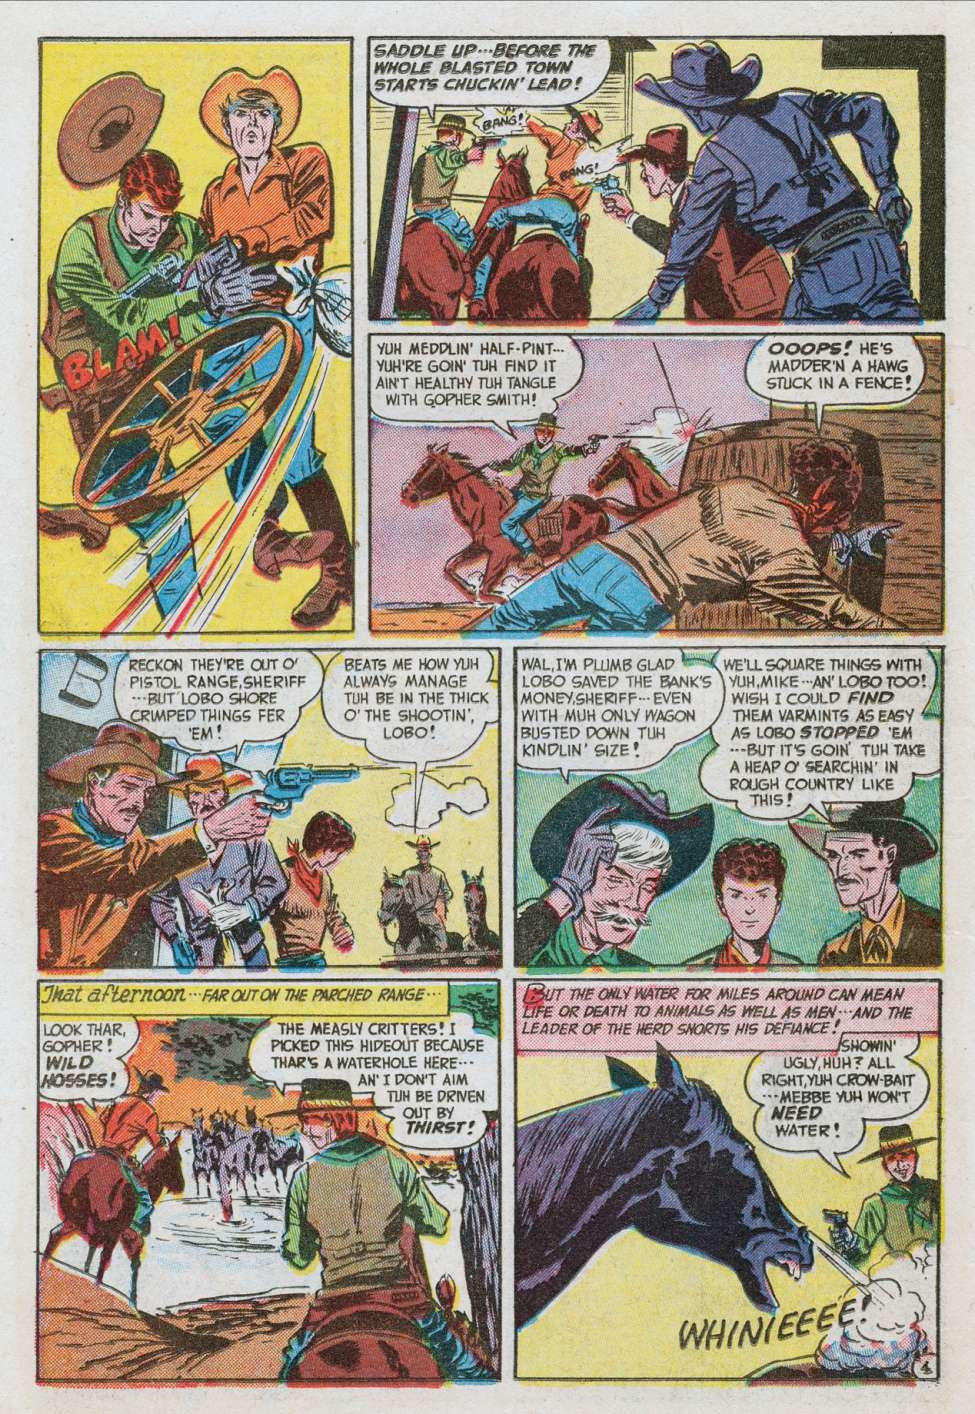 BLAM!
SADDLE UP---BEFORE THE
WHOLE BLASTED TOWN
STARTS CHUCKIN' LEAD!
BANG!
BANG!
YUH MEDDLIN' HALF-PINT---
YUH'RE GOIN' TUH FIND IT
AIN'T HEALTHY TUH TANGLE
WITH GOPHER SMITH!
OOOPS! HE'S
MADDER'N A HAWG
STUCK IN A FENCE!
B
RECKON THEY'RE OUT O'
PISTOL RANGE, SHERIFF
---BUT LOBO SHORE
CRIMPED THINGS FER
'EM!
BEATS ME HOW YUH
ALWAYS MANAGE
TUH BE IN THE THICK
O' THE SHOOTIN',
LOBO!
WAL, I'M PLUMB GLAD
LOBO SAVED THE BANK'S
MONEY, SHERIFF---EVEN
WITH MUH ONLY WAGON
BUSTED DOWN TUH
KINDLIN' SIZE!
WE'LL SQUARE THINGS WITH
YUH, MIKE---AN' LOBO TOO!
WISH I COULD FIND
THEM VARMINTS AS EASY
AS LOBO STOPPED 'EM
---BUT IT'S GOIN' TUH TAKE
A HEAP O' SEARCHIN' IN
ROUGH COUNTRY LIKE
THIS!
That afternoon---FAR OUT ON THE PARCHED RANGE---
LOOK THAR,
GOPHER!
WILD
HOSSES!
THE MEASLY CRITTERS! I
PICKED THIS HIDEOUT BECAUSE
THAR'S A WATERHOLE HERE---
AN' I DON'T AIM
TUH BE DRIVEN
OUT BY
THIRST!
BUT THE ONLY WATER FOR MILES AROUND CAN MEAN
LIFE OR DEATH TO ANIMALS AS WELL AS MEN---AND THE
LEADER OF THE HERD SNORTS HIS DEFIANCE!
SHOWIN'
UGLY, HUH? ALL
RIGHT, YUH CROW-BAIT
---MEBBE YUH WON'T
NEED
WATER!
WHINIEEEE!
4